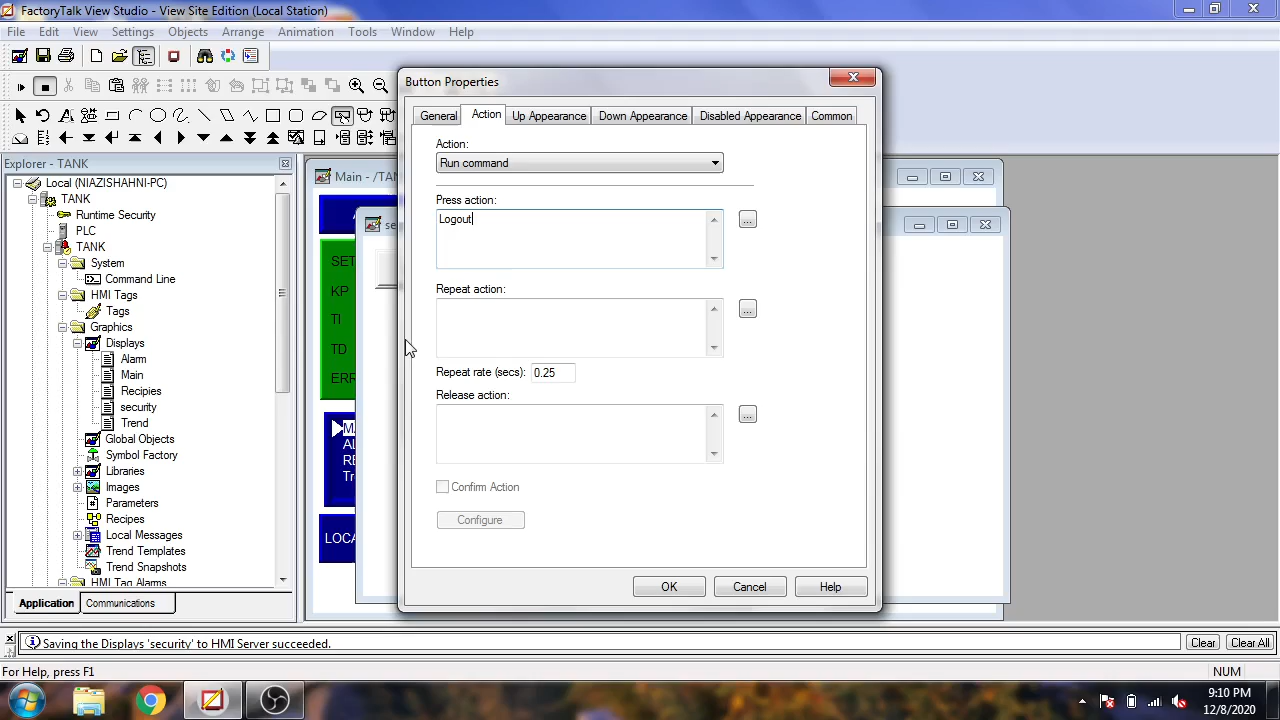 FactoryTalk View Studio - View Site Edition (Local Station)
File Edit View Settings Objects Arrange Animation Tools Window Help
Explorer - TANK
Local (NIAZISHAHNI-PC)
TANK
Runtime Security
PLC
TANK
System
Command Line
HMI Tags
Tags
Graphics
Displays
Alarm
Main
Recipies
security
Trend
Global Objects
Symbol Factory
Libraries
Images
Parameters
Recipes
Local Messages
Trend Templates
Trend Snapshots
HMI Tag Alarms
Application Communications
Main - /TAN
se
SET
KP
TI
TD
ERR
LOCA
Button Properties
General Action Up Appearance Down Appearance Disabled Appearance Common
Action:
Run command
Press action:
Logout
...
Repeat action:
...
Repeat rate (secs): 0.25
Release action:
...
Confirm Action
Configure
OK Cancel Help
Saving the Displays 'security' to HMI Server succeeded.
Clear Clear All
For Help, press F1
NUM
9:10 PM
12/8/2020